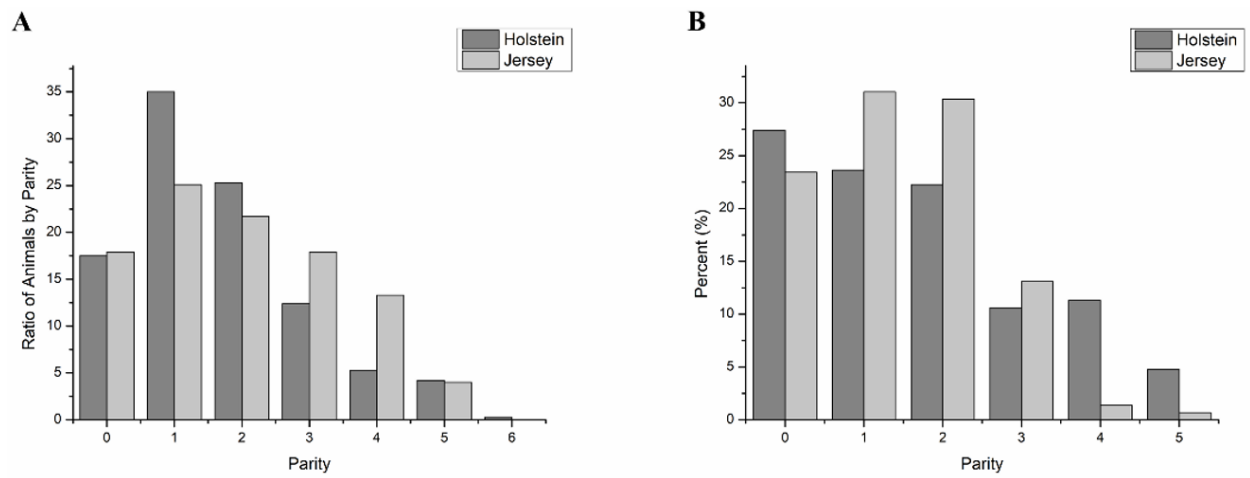 A
Holstein
Jersey
35
30
25
20
15
10
5
0
Ratio of Animals by Parity
0 1 2 3 4 5 6
Parity
B
Holstein
Jersey
30
25
20
15
10
5
0
Percent (%)
0 1 2 3 4 5
Parity